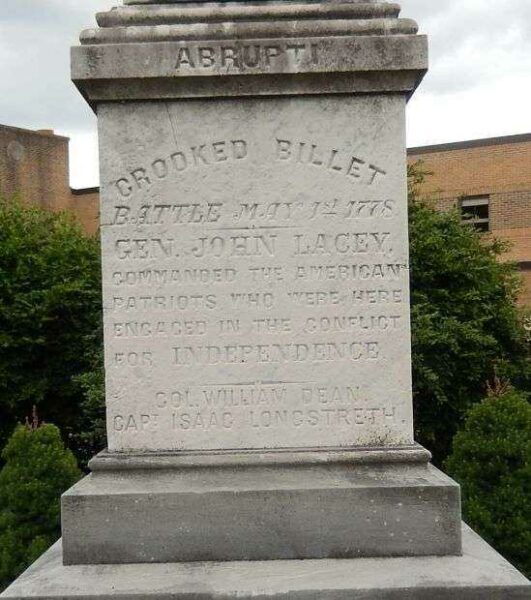 ABRUPTI
CROOKED BILLET
BATTLE MAY 1st 1778
GEN. JOHN LACEY.
COMMANDED THE AMERICAN
PATRIOTS WHO WERE HERE
ENGAGED IN THE CONFLICT
FOR INDEPENDENCE.
COL. WILLIAM DEAN.
CAPT. ISAAC LONGSTRETH.